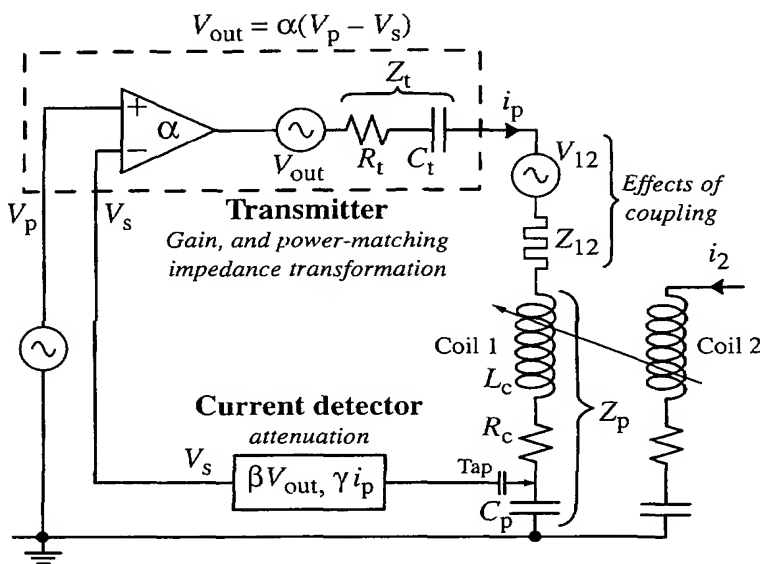 V_out = α(V_p – V_s)
Z_t
+
α
–
V_out
R_t
C_t
i_p
V_12
Effects of
coupling
Z_12
V_p
V_s
Transmitter
Gain, and power-matching
impedance transformation
i_2
Coil 1
L_c
Coil 2
Z_p
R_c
Current detector
attenuation
V_s
βV_out, γ i_p
Tap
C_p